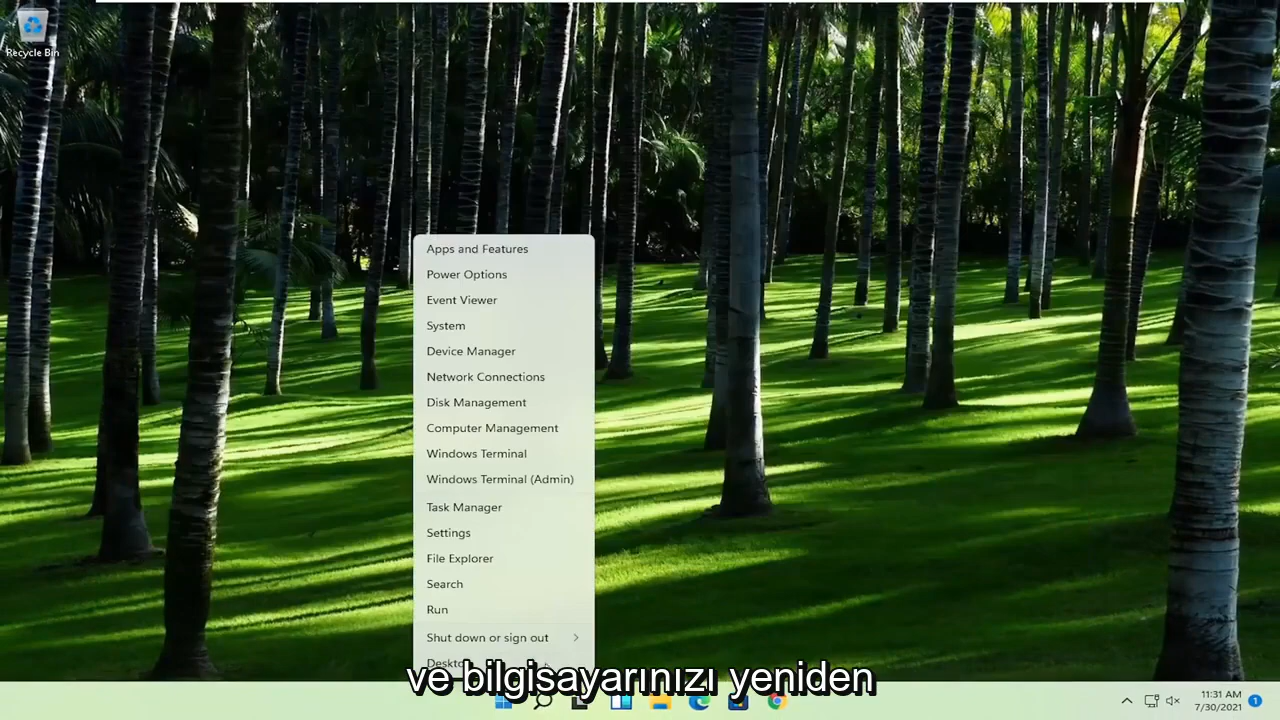 Recycle Bin
Apps and Features
Power Options
Event Viewer
System
Device Manager
Network Connections
Disk Management
Computer Management
Windows Terminal
Windows Terminal (Admin)
Task Manager
Settings
File Explorer
Search
Run
Shut down or sign out
ve bilgisayarınızı yeniden
11:31 AM
7/30/2021
1